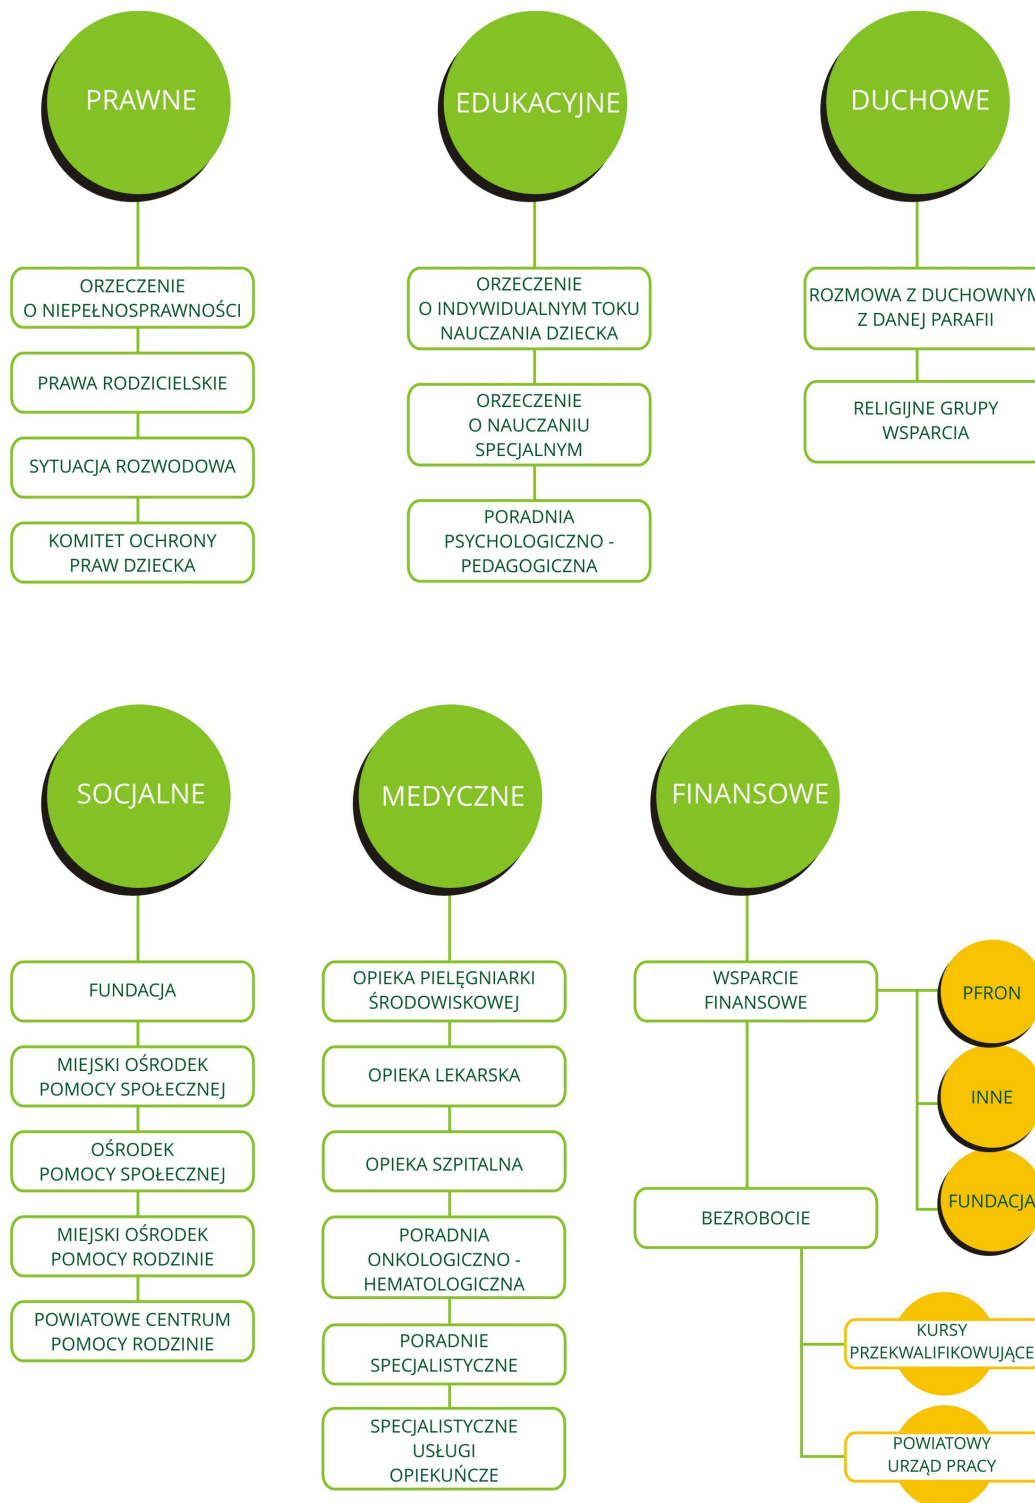 PRAWNE
ORZECZENIE
O NIEPEŁNOSPRAWNOŚCI
PRAWA RODZICIELSKIE
SYTUACJA ROZWODOWA
KOMITET OCHRONY
PRAW DZIECKA
EDUKACYJNE
ORZECZENIE
O INDYWIDUALNYM TOKU
NAUCZANIA DZIECKA
ORZECZENIE
O NAUCZANIU
SPECJALNYM
PORADNIA
PSYCHOLOGICZNO -
PEDAGOGICZNA
DUCHOWE
ROZMOWA Z DUCHOWNYM
Z DANEJ PARAFII
RELIGIJNE GRUPY
WSPARCIA
SOCJALNE
FUNDACJA
MIEJSKI OŚRODEK
POMOCY SPOŁECZNEJ
OŚRODEK
POMOCY SPOŁECZNEJ
MIEJSKI OŚRODEK
POMOCY RODZINIE
POWIATOWE CENTRUM
POMOCY RODZINIE
MEDYCZNE
OPIEKA PIELĘGNIARKI
ŚRODOWISKOWEJ
OPIEKA LEKARSKA
OPIEKA SZPITALNA
PORADNIA
ONKOLOGICZNO -
HEMATOLOGICZNA
PORADNIE
SPECJALISTYCZNE
SPECJALISTYCZNE
USŁUGI
OPIEKUŃCZE
FINANSOWE
WSPARCIE
FINANSOWE
PFRON
INNE
FUNDACJA
BEZROBOCIE
KURSY
PRZEKWALIFIKOWUJĄCE
POWIATOWY
URZĄD PRACY